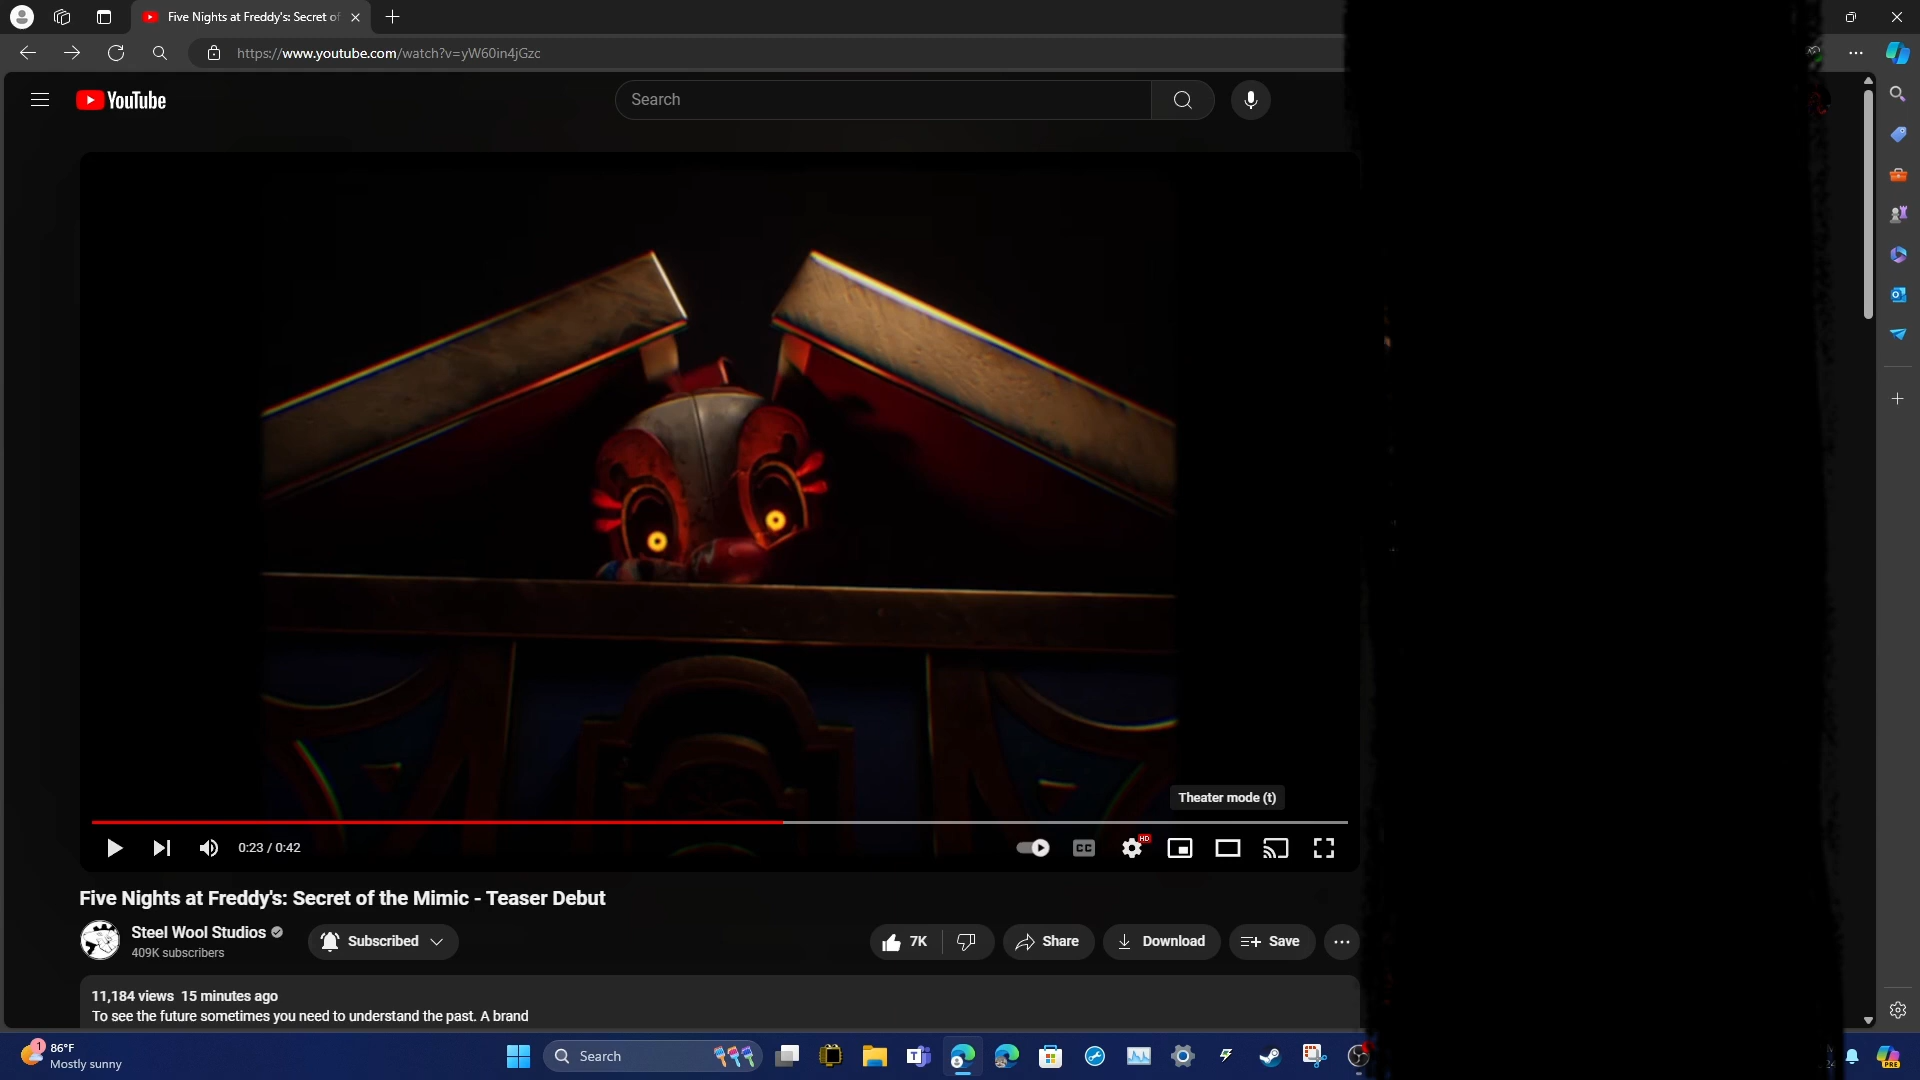 Five Nights at Freddy's: Secret of
https://www.youtube.com/watch?v=yW60in4jGzc
YouTube
Search
Theater mode (t)
0:23 / 0:42
CC
HD
Five Nights at Freddy's: Secret of the Mimic - Teaser Debut
Steel Wool Studios
409K subscribers
Subscribed
7K
Share
Download
Save
11,184 views 15 minutes ago
To see the future sometimes you need to understand the past. A brand
1
86°F
Mostly sunny
Search
PRE